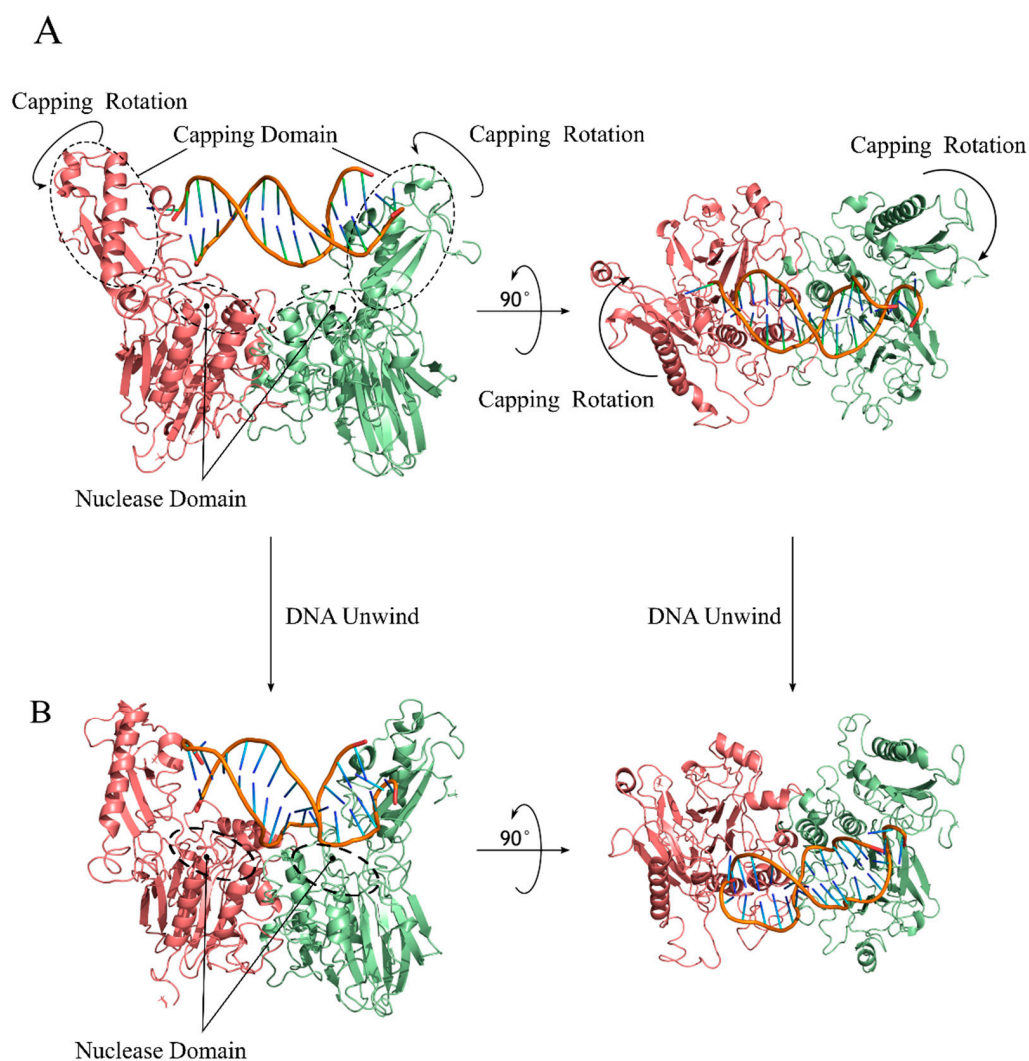 A
Capping Rotation
Capping Domain
Capping Rotation
Capping Rotation
90°
Capping Rotation
Nuclease Domain
DNA Unwind
DNA Unwind
B
90°
Nuclease Domain